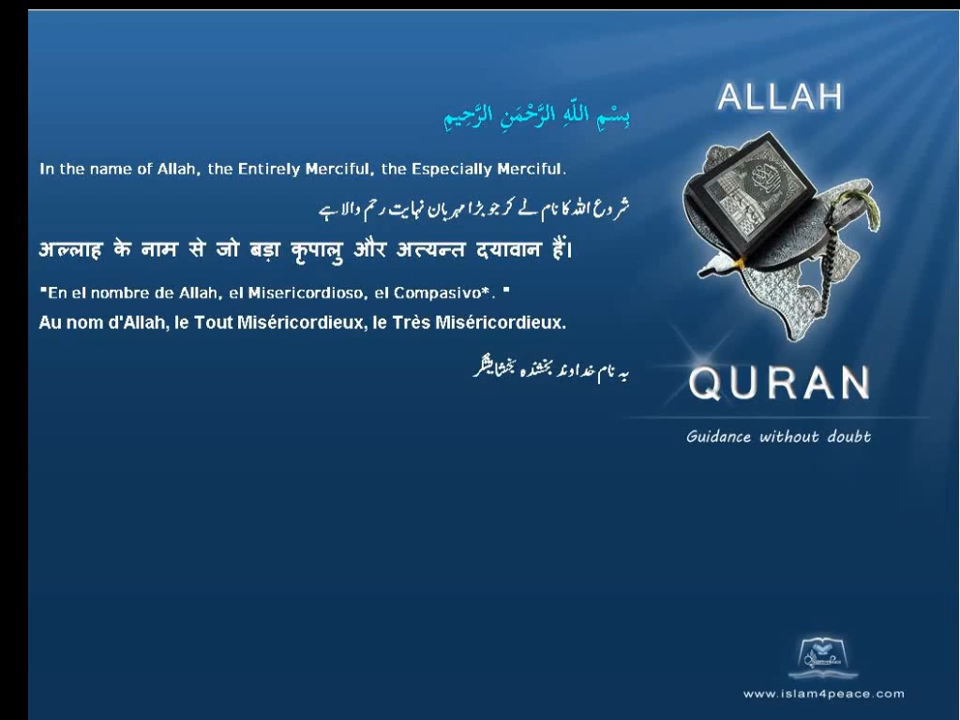 بِسْمِ اللَّهِ الرَّحْمَنِ الرَّحِيمِ
In the name of Allah, the Entirely Merciful, the Especially Merciful.
شروع الله کا نام لے کر جو بڑا مہربان نہایت رحم والا ہے
अल्लाह के नाम से जो बड़ा कृपालु और अत्यन्त दयावान हैं।
"En el nombre de Allah, el Misericordioso, el Compasivo*. "
Au nom d'Allah, le Tout Miséricordieux, le Très Miséricordieux.
به نام خداوند بخشنده بخشایشگر
ALLAH
QURAN
Guidance without doubt
www.islam4peace.com